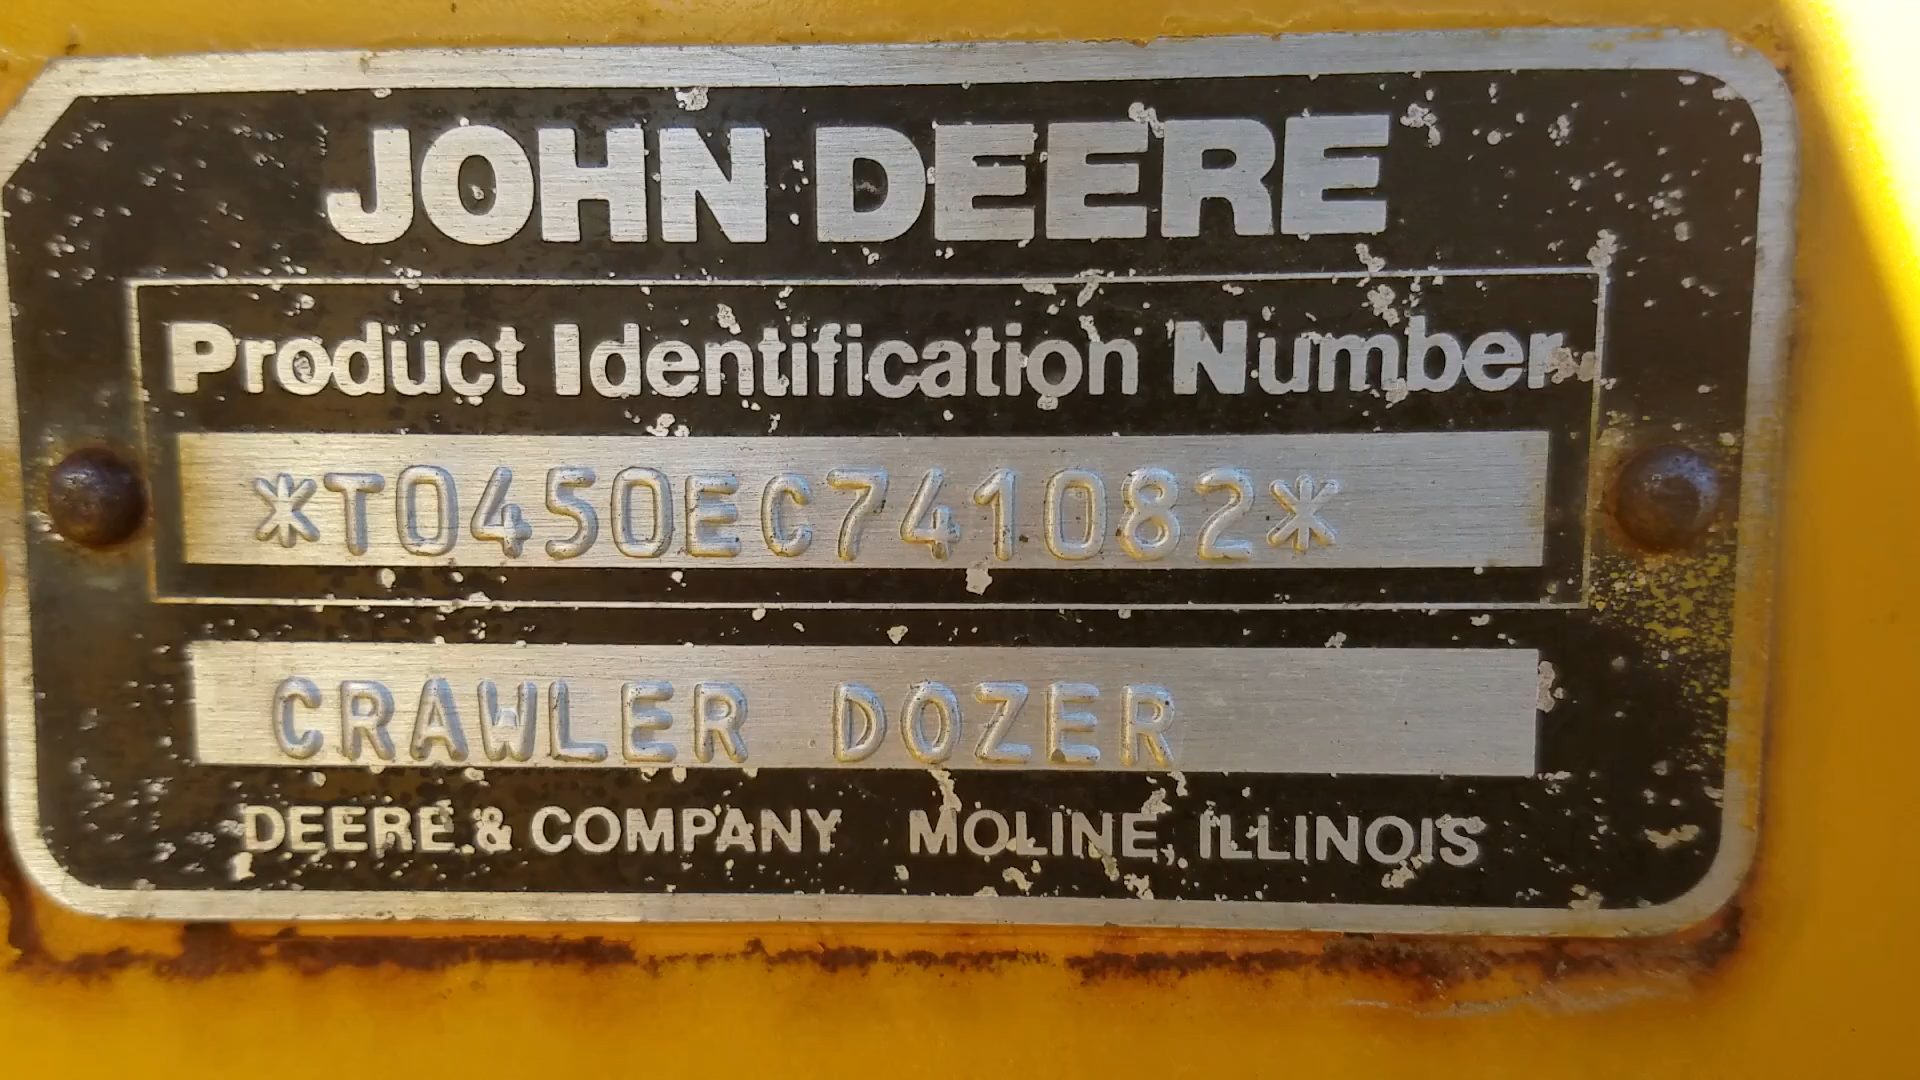 JOHN DEERE
Product Identification Number
*T0450EC741082*
CRAWLER DOZER
DEERE & COMPANY MOLINE, ILLINOIS